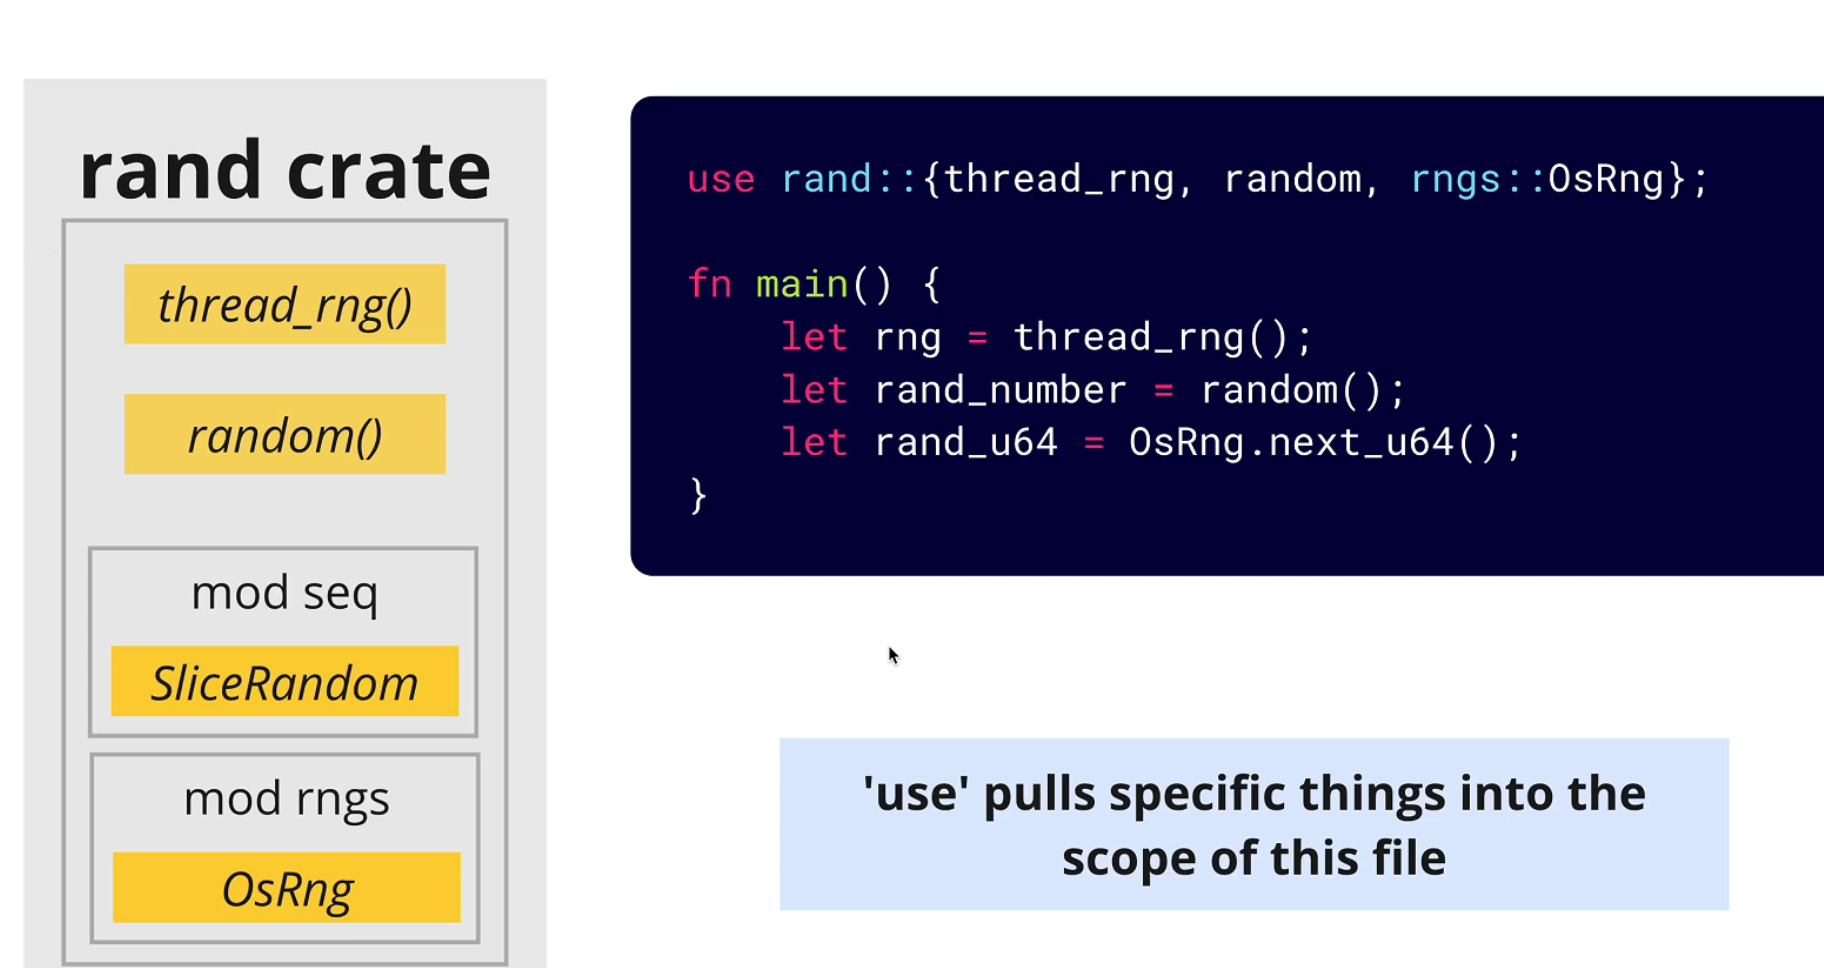 rand crate
thread_rng()
random()
mod seq
SliceRandom
mod rngs
OsRng
use rand::{thread_rng, random, rngs::OsRng};
fn main() {
    let rng = thread_rng();
    let rand_number = random();
    let rand_u64 = OsRng.next_u64();
}
'use' pulls specific things into the
scope of this file